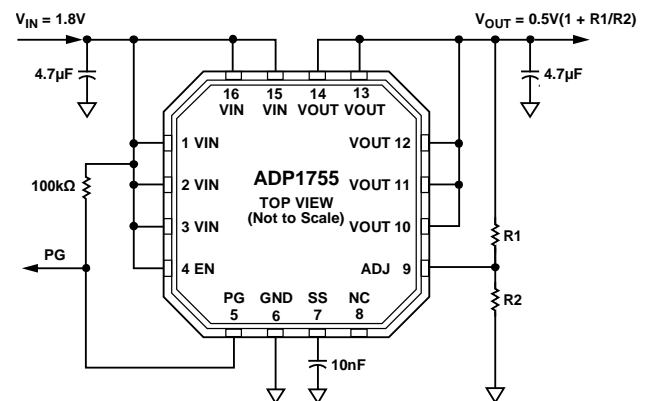 VIN = 1.8V
VOUT = 0.5V(1 + R1/R2)
4.7µF
4.7µF
16
VIN
15
VIN
14
VOUT
13
VOUT
1 VIN
VOUT 12
100kΩ
ADP1755
TOP VIEW
(Not to Scale)
2 VIN
VOUT 11
3 VIN
VOUT 10
R1
PG
4 EN
ADJ 9
R2
PG
5
GND
6
SS
7
NC
8
10nF